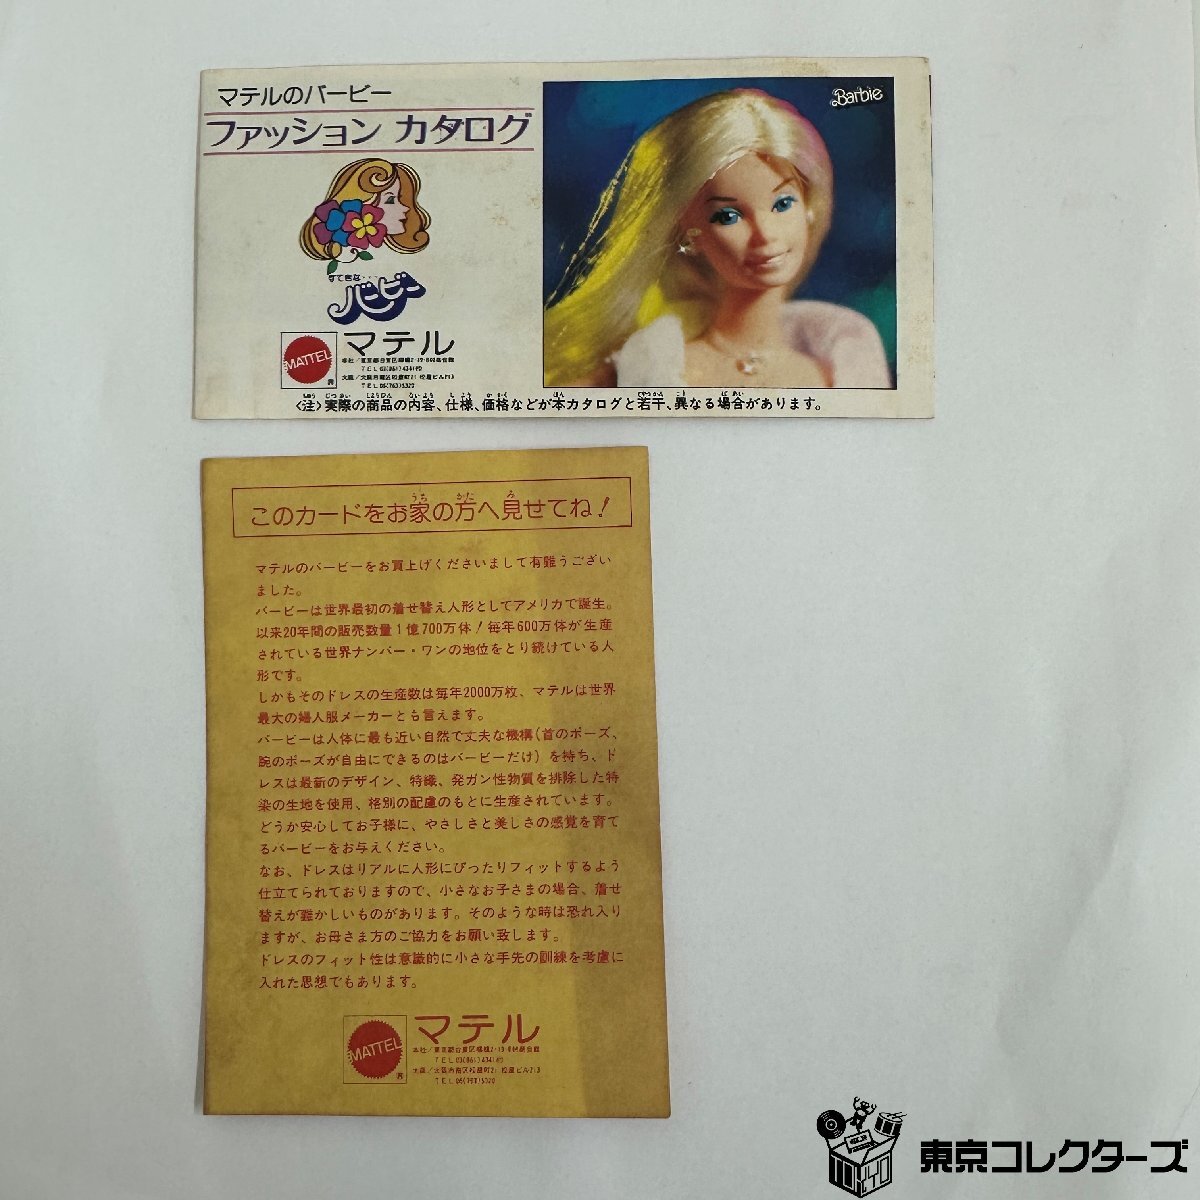 マテルのバービー
ファッション カタログ
Barbie
すてきな・・・
バービー
MATTEL
マテル
〈注〉実際の商品の内容、仕様、価格などが本カタログと若干、異なる場合があります。
このカードをお家の方へ見せてね!
マテルのバービーをお買上げくださいまして有難うござい
ました。
バービーは世界最初の着せ替え人形としてアメリカで誕生。
以来20年間の販売数量1億700万体!毎年600万体が生産
されている世界ナンバー・ワンの地位をとり続けている人
形です。
しかもそのドレスの生産数は毎年2000万枚、マテルは世界
最大の婦人服メーカーとも言えます。
バービーは人体に最も近い自然で丈夫な機構(首のポーズ、
腕のポーズが自由にできるのはバービーだけ)を持ち、ド
レスは最新のデザイン、特織、発ガン性物質を排除した特
染の生地を使用、格別の配慮のもとに生産されています。
どうか安心してお子様に、やさしさと美しさの感覚を育て
るバービーをお与えください。
なお、ドレスはリアルに人形にぴったりフィットするよう
仕立てられておりますので、小さなお子さまの場合、着せ
替えが難かしいものがあります。そのような時は恐れ入り
ますが、お母さま方のご協力をお願い致します。
ドレスのフィット性は意識的に小さな手先の訓練を考慮に
入れた思想でもあります。
MATTEL
マテル
東京コレクターズ